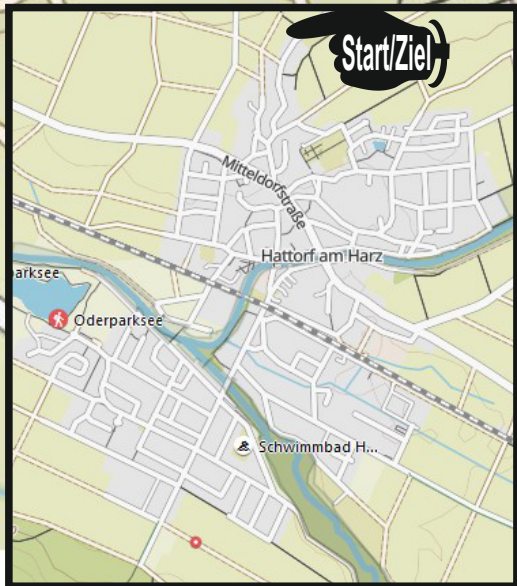 Start/Ziel
Mitteldorfstraße
Hattorf am Harz
parksee
Oderparksee
Schwimmbad H...